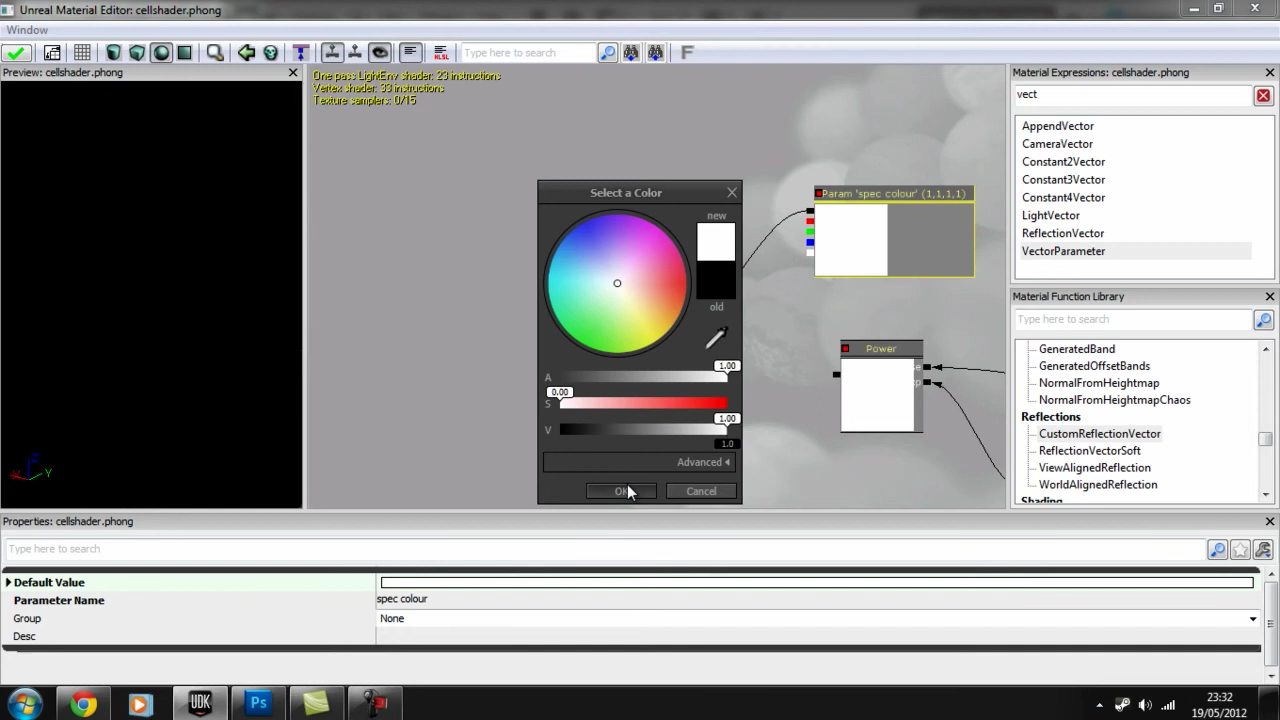 Unreal Material Editor: cellshader.phong
Window
HLSL
Type here to search
F
Preview: cellshader.phong
One pass LightEnv shader: 23 instructions
Vertex shader: 33 instructions
Texture samplers: 0/15
Z
X
Y
Select a Color
new
old
1.00
A
0.00
S
1.00
V
1.0
Advanced
OK
Cancel
Param 'spec colour' (1,1,1,1)
Power
Material Expressions: cellshader.phong
vect
AppendVector
CameraVector
Constant2Vector
Constant3Vector
Constant4Vector
LightVector
ReflectionVector
VectorParameter
Material Function Library
Type here to search
GeneratedBand
GeneratedOffsetBands
NormalFromHeightmap
NormalFromHeightmapChaos
Reflections
CustomReflectionVector
ReflectionVectorSoft
ViewAlignedReflection
WorldAlignedReflection
Shading
Properties: cellshader.phong
Type here to search
Default Value
Parameter Name
spec colour
Group
None
Desc
UDK
Ps
23:32
19/05/2012